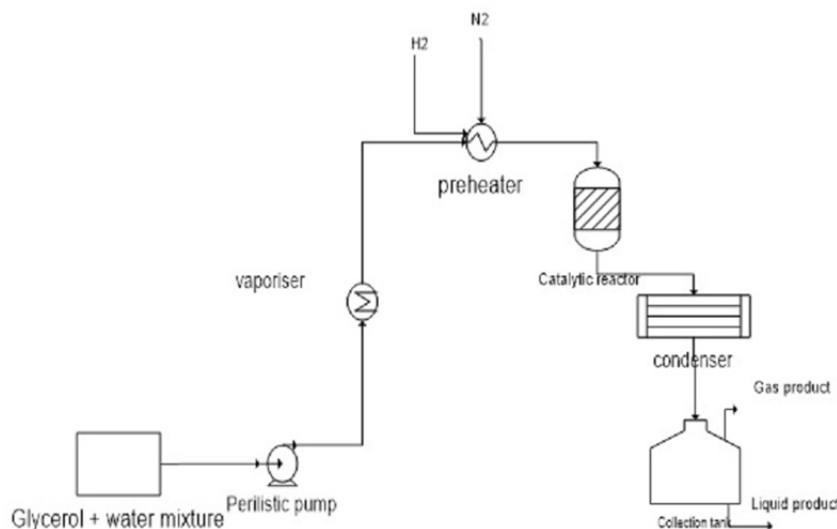 N2
H2
preheater
Catalytic reactor
vaporiser
condenser
Gas product
Perilistic pump
Glycerol + water mixture
Liquid product
Collection tank